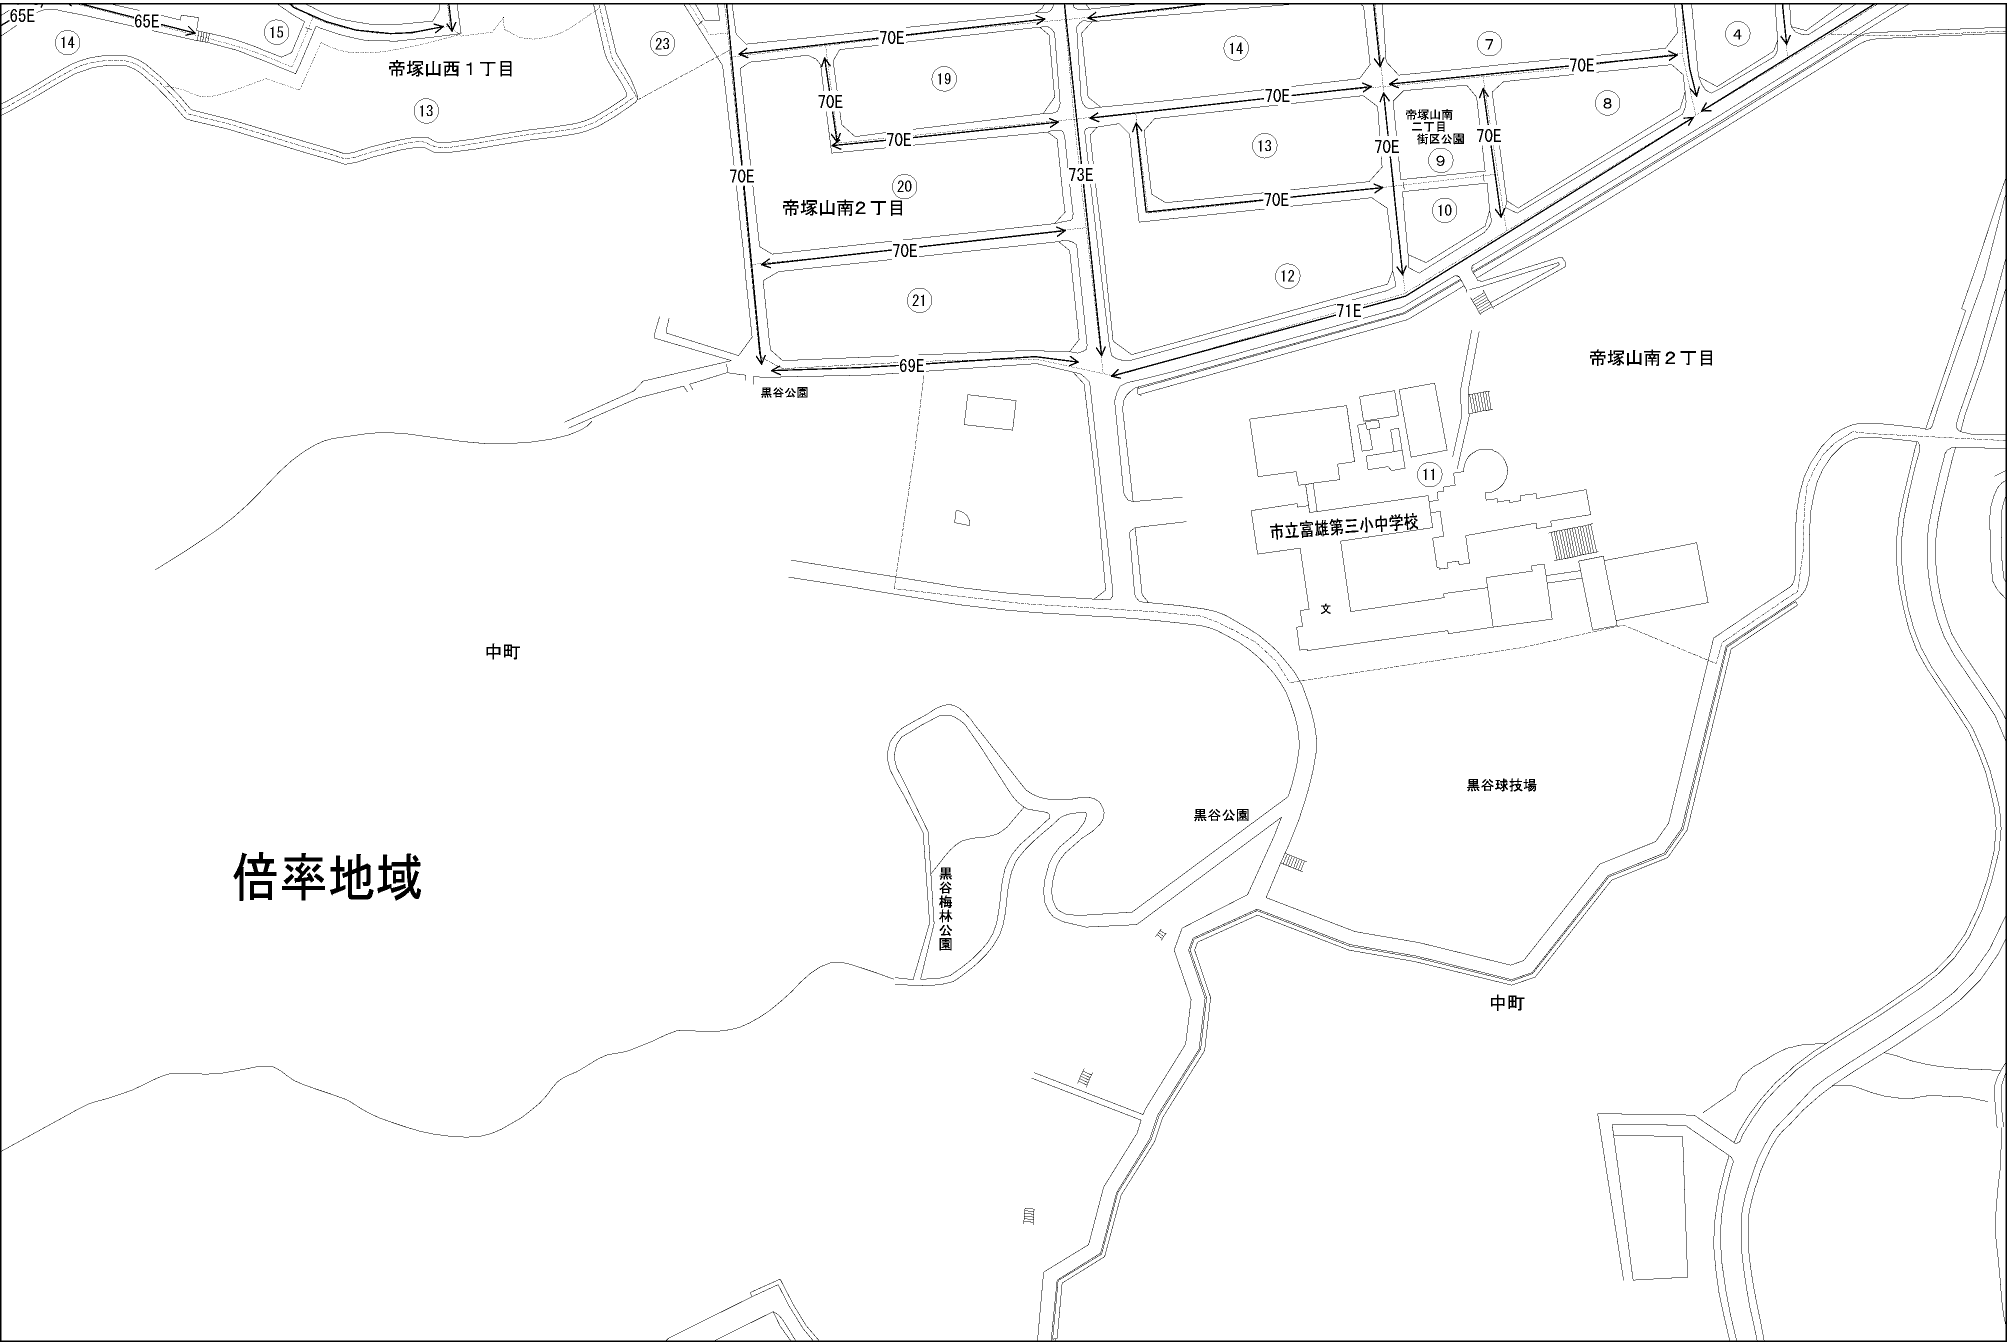 65E
65E
⑭
⑮
㉓
帝塚山西１丁目
⑬
70E
⑲
70E
70E
70E
⑳
帝塚山南２丁目
70E
㉑
69E
黒谷公園
73E
⑭
70E
⑬
70E
⑫
71E
⑦
70E
④
⑧
帝塚山南
二丁目
街区公園
⑨
70E
70E
⑩
帝塚山南２丁目
⑪
市立富雄第三小中学校
文
中町
黒谷球技場
黒谷公園
倍率地域
黒谷梅林公園
中町